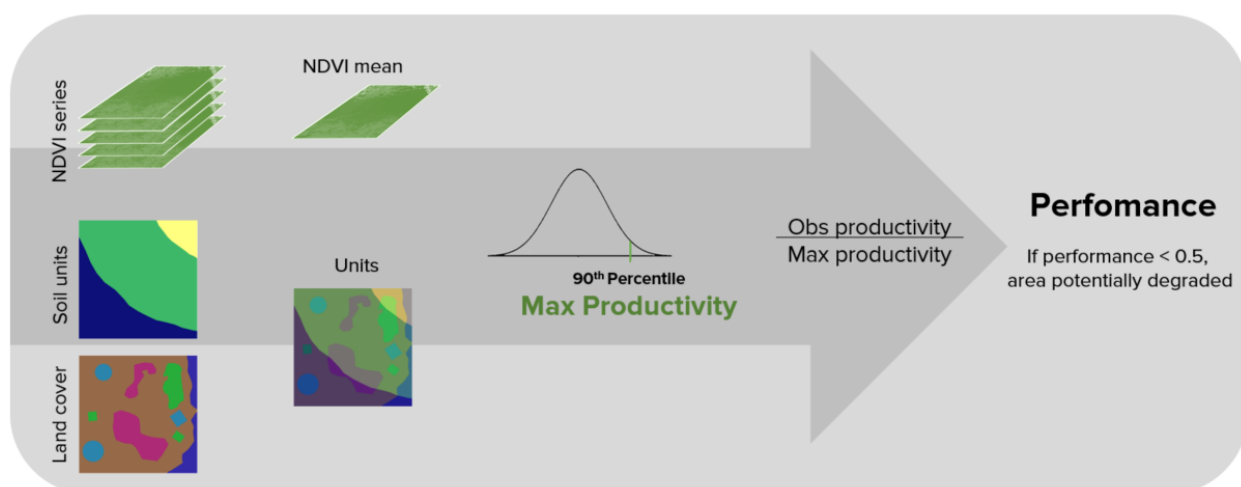 NDVI series
NDVI mean
Soil units
Land cover
Units
90th Percentile
Max Productivity
Obs productivity
Max productivity
Perfomance
If performance < 0.5,
area potentially degraded